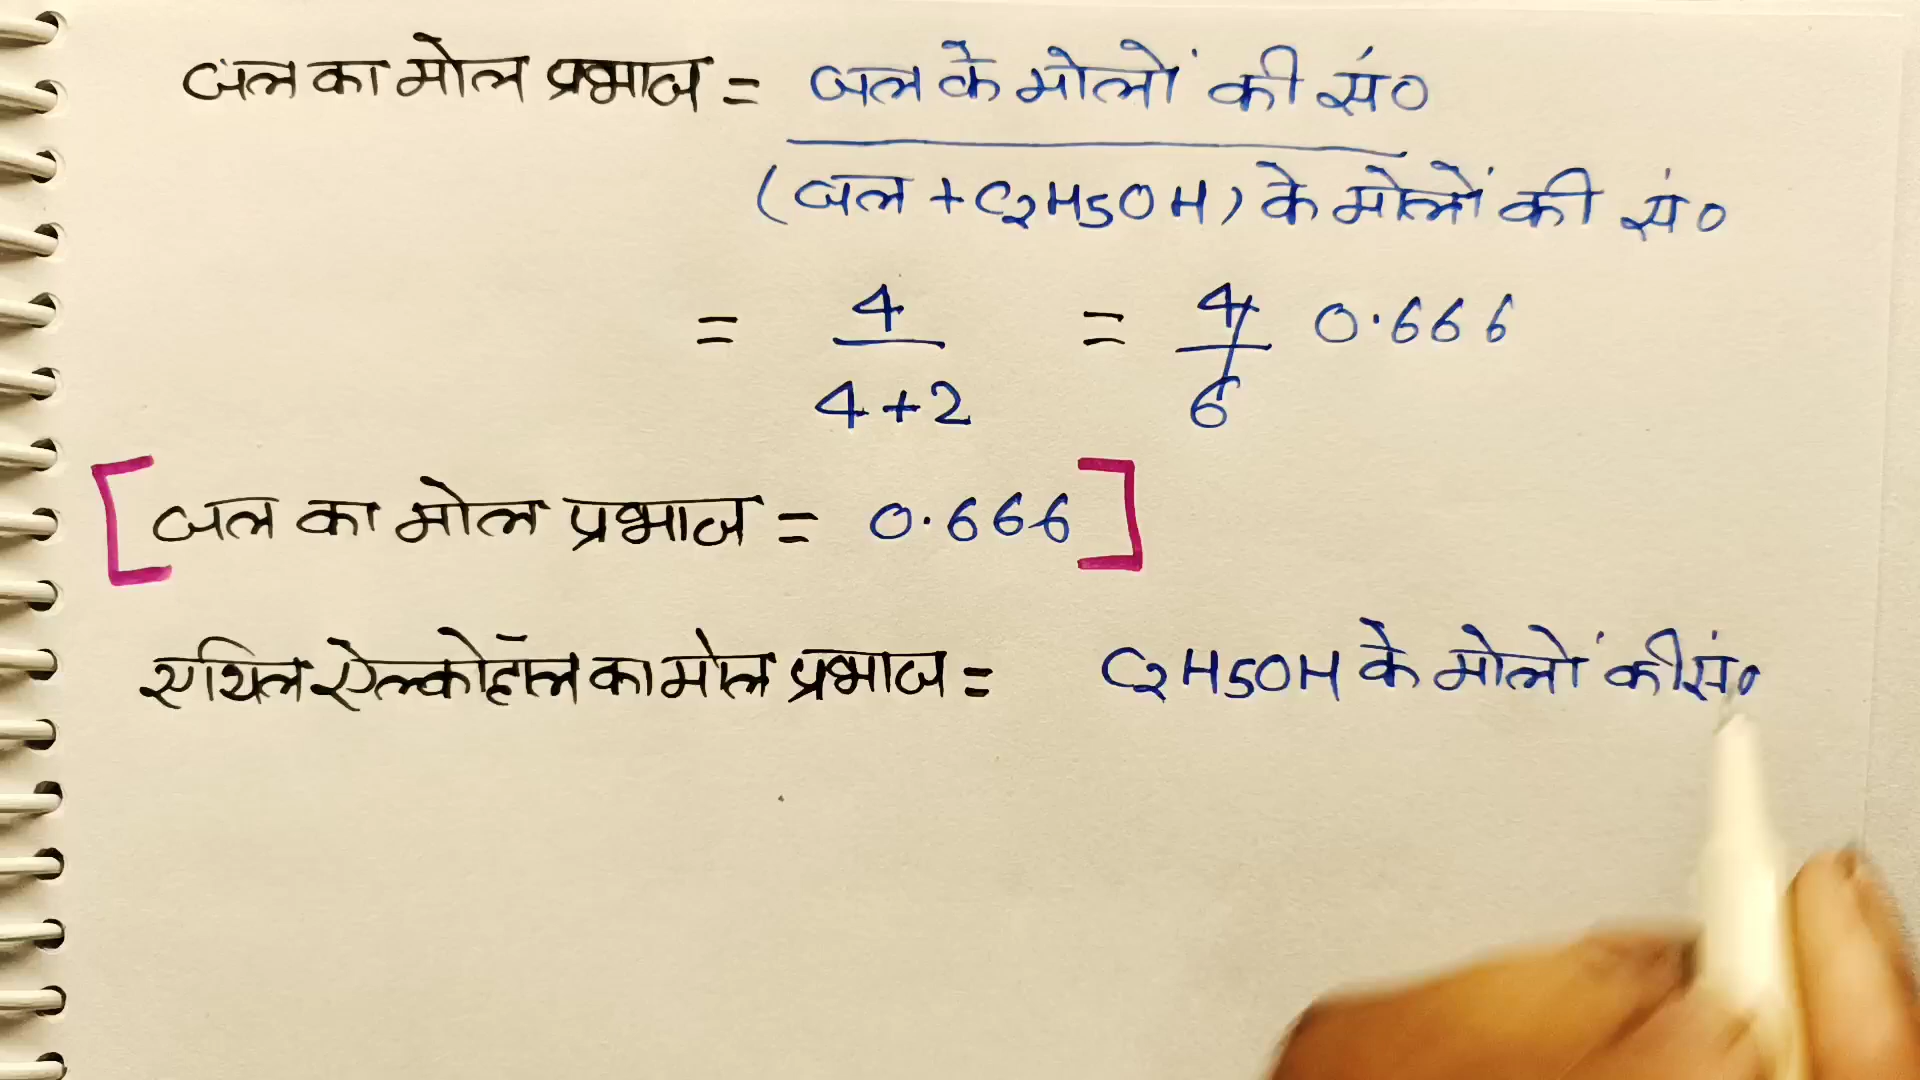 जल का मोल प्रभाज = जल के मोलों की सं०
(जल + C2H5OH) के मोलों की सं०
= 4 = 4 0.666
4+2 6
[जल का मोल प्रभाज = 0.666]
एथिल ऐल्कोहॉल का मोल प्रभाज = C2H5OH के मोलों की सं०